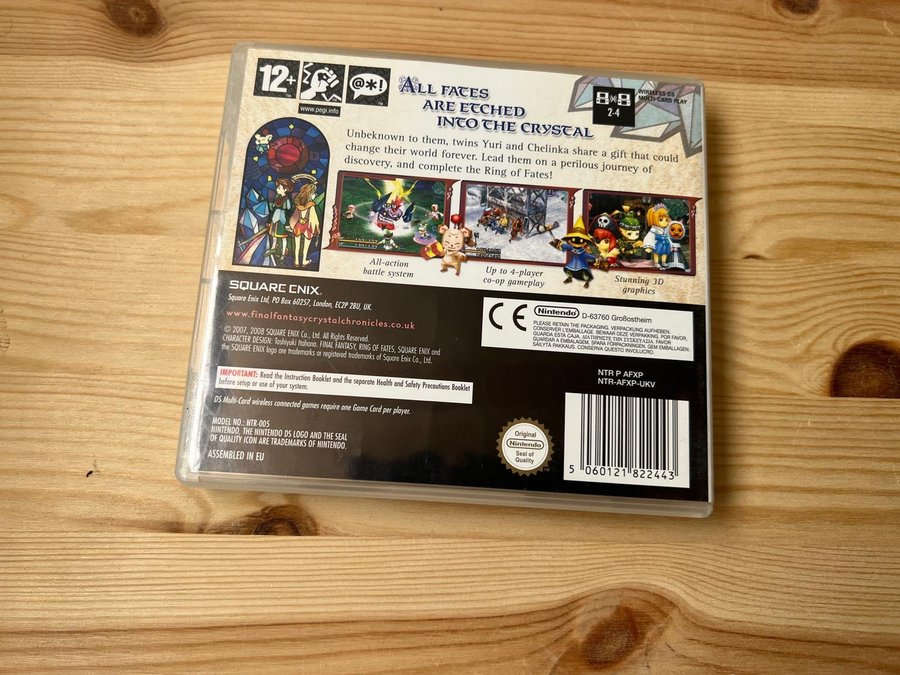 12+
www.pegi.info
@*!
ALL FATES
ARE ETCHED
INTO THE CRYSTAL
2-4
WIRELESS DS
MULTI-CARD PLAY
Unbeknown to them, twins Yuri and Chelinka share a gift that could
change their world forever. Lead them on a perilous journey of
discovery, and complete the Ring of Fates!
All-action
battle system
Up to 4-player
co-op gameplay
Stunning 3D
graphics
SQUARE ENIX
Square Enix Ltd, PO Box 60257, London, EC2P 2BU, UK.
www.finalfantasycrystalchronicles.co.uk
© 2007, 2008 SQUARE ENIX Co., Ltd. All Rights Reserved.
CHARACTER DESIGN: Toshiyuki Itahana. FINAL FANTASY, RING OF FATES, SQUARE ENIX and
the SQUARE ENIX logo are trademarks or registered trademarks of Square Enix Co., Ltd.
IMPORTANT: Read the Instruction Booklet and the separate Health and Safety Precautions Booklet
before setup or use of your system.
DS Multi-Card wireless connected games require one Game Card per player.
MODEL NO.: NTR-005
NINTENDO, THE NINTENDO DS LOGO AND THE SEAL
OF QUALITY ICON ARE TRADEMARKS OF NINTENDO.
ASSEMBLED IN EU
CE
Nintendo
D-63760 Großostheim
PLEASE RETAIN THE PACKAGING. VERPACKUNG AUFHEBEN.
CONSERVER L'EMBALLAGE. BEWAAR DEZE VERPAKKING. POR FAVOR,
GUARDA ESTA CAJA. ΔΙΑΤΗΡΗΣΤΕ ΤΗΝ ΣΥΣΚΕΥΑΣΙΑ. FAVOR
GUARDAR A EMBALAGEM. SPARA FÖRPACKNINGEN. GEM EMBALLAGEN.
SÄILYTÄ PAKKAUS. CONSERVA QUESTO INVOLUCRO.
NTR P AFXP
NTR-AFXP-UKV
Original
Nintendo
Seal of
Quality
5 060121 822443